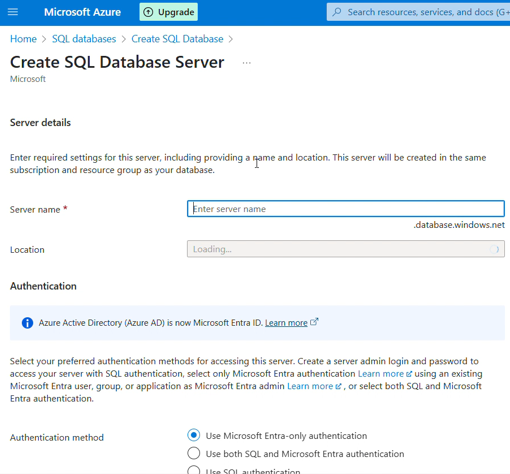 Microsoft Azure
Upgrade
Search resources, services, and docs (G+
Home > SQL databases > Create SQL Database >
Create SQL Database Server ...
Microsoft
Server details
Enter required settings for this server, including providing a name and location. This server will be created in the same
subscription and resource group as your database.
Server name *
Enter server name
.database.windows.net
Location
Loading...
Authentication
Azure Active Directory (Azure AD) is now Microsoft Entra ID. Learn more
Select your preferred authentication methods for accessing this server. Create a server admin login and password to
access your server with SQL authentication, select only Microsoft Entra authentication Learn more using an existing
Microsoft Entra user, group, or application as Microsoft Entra admin Learn more , or select both SQL and Microsoft
Entra authentication.
Authentication method
Use Microsoft Entra-only authentication
Use both SQL and Microsoft Entra authentication
Use SQL authentication